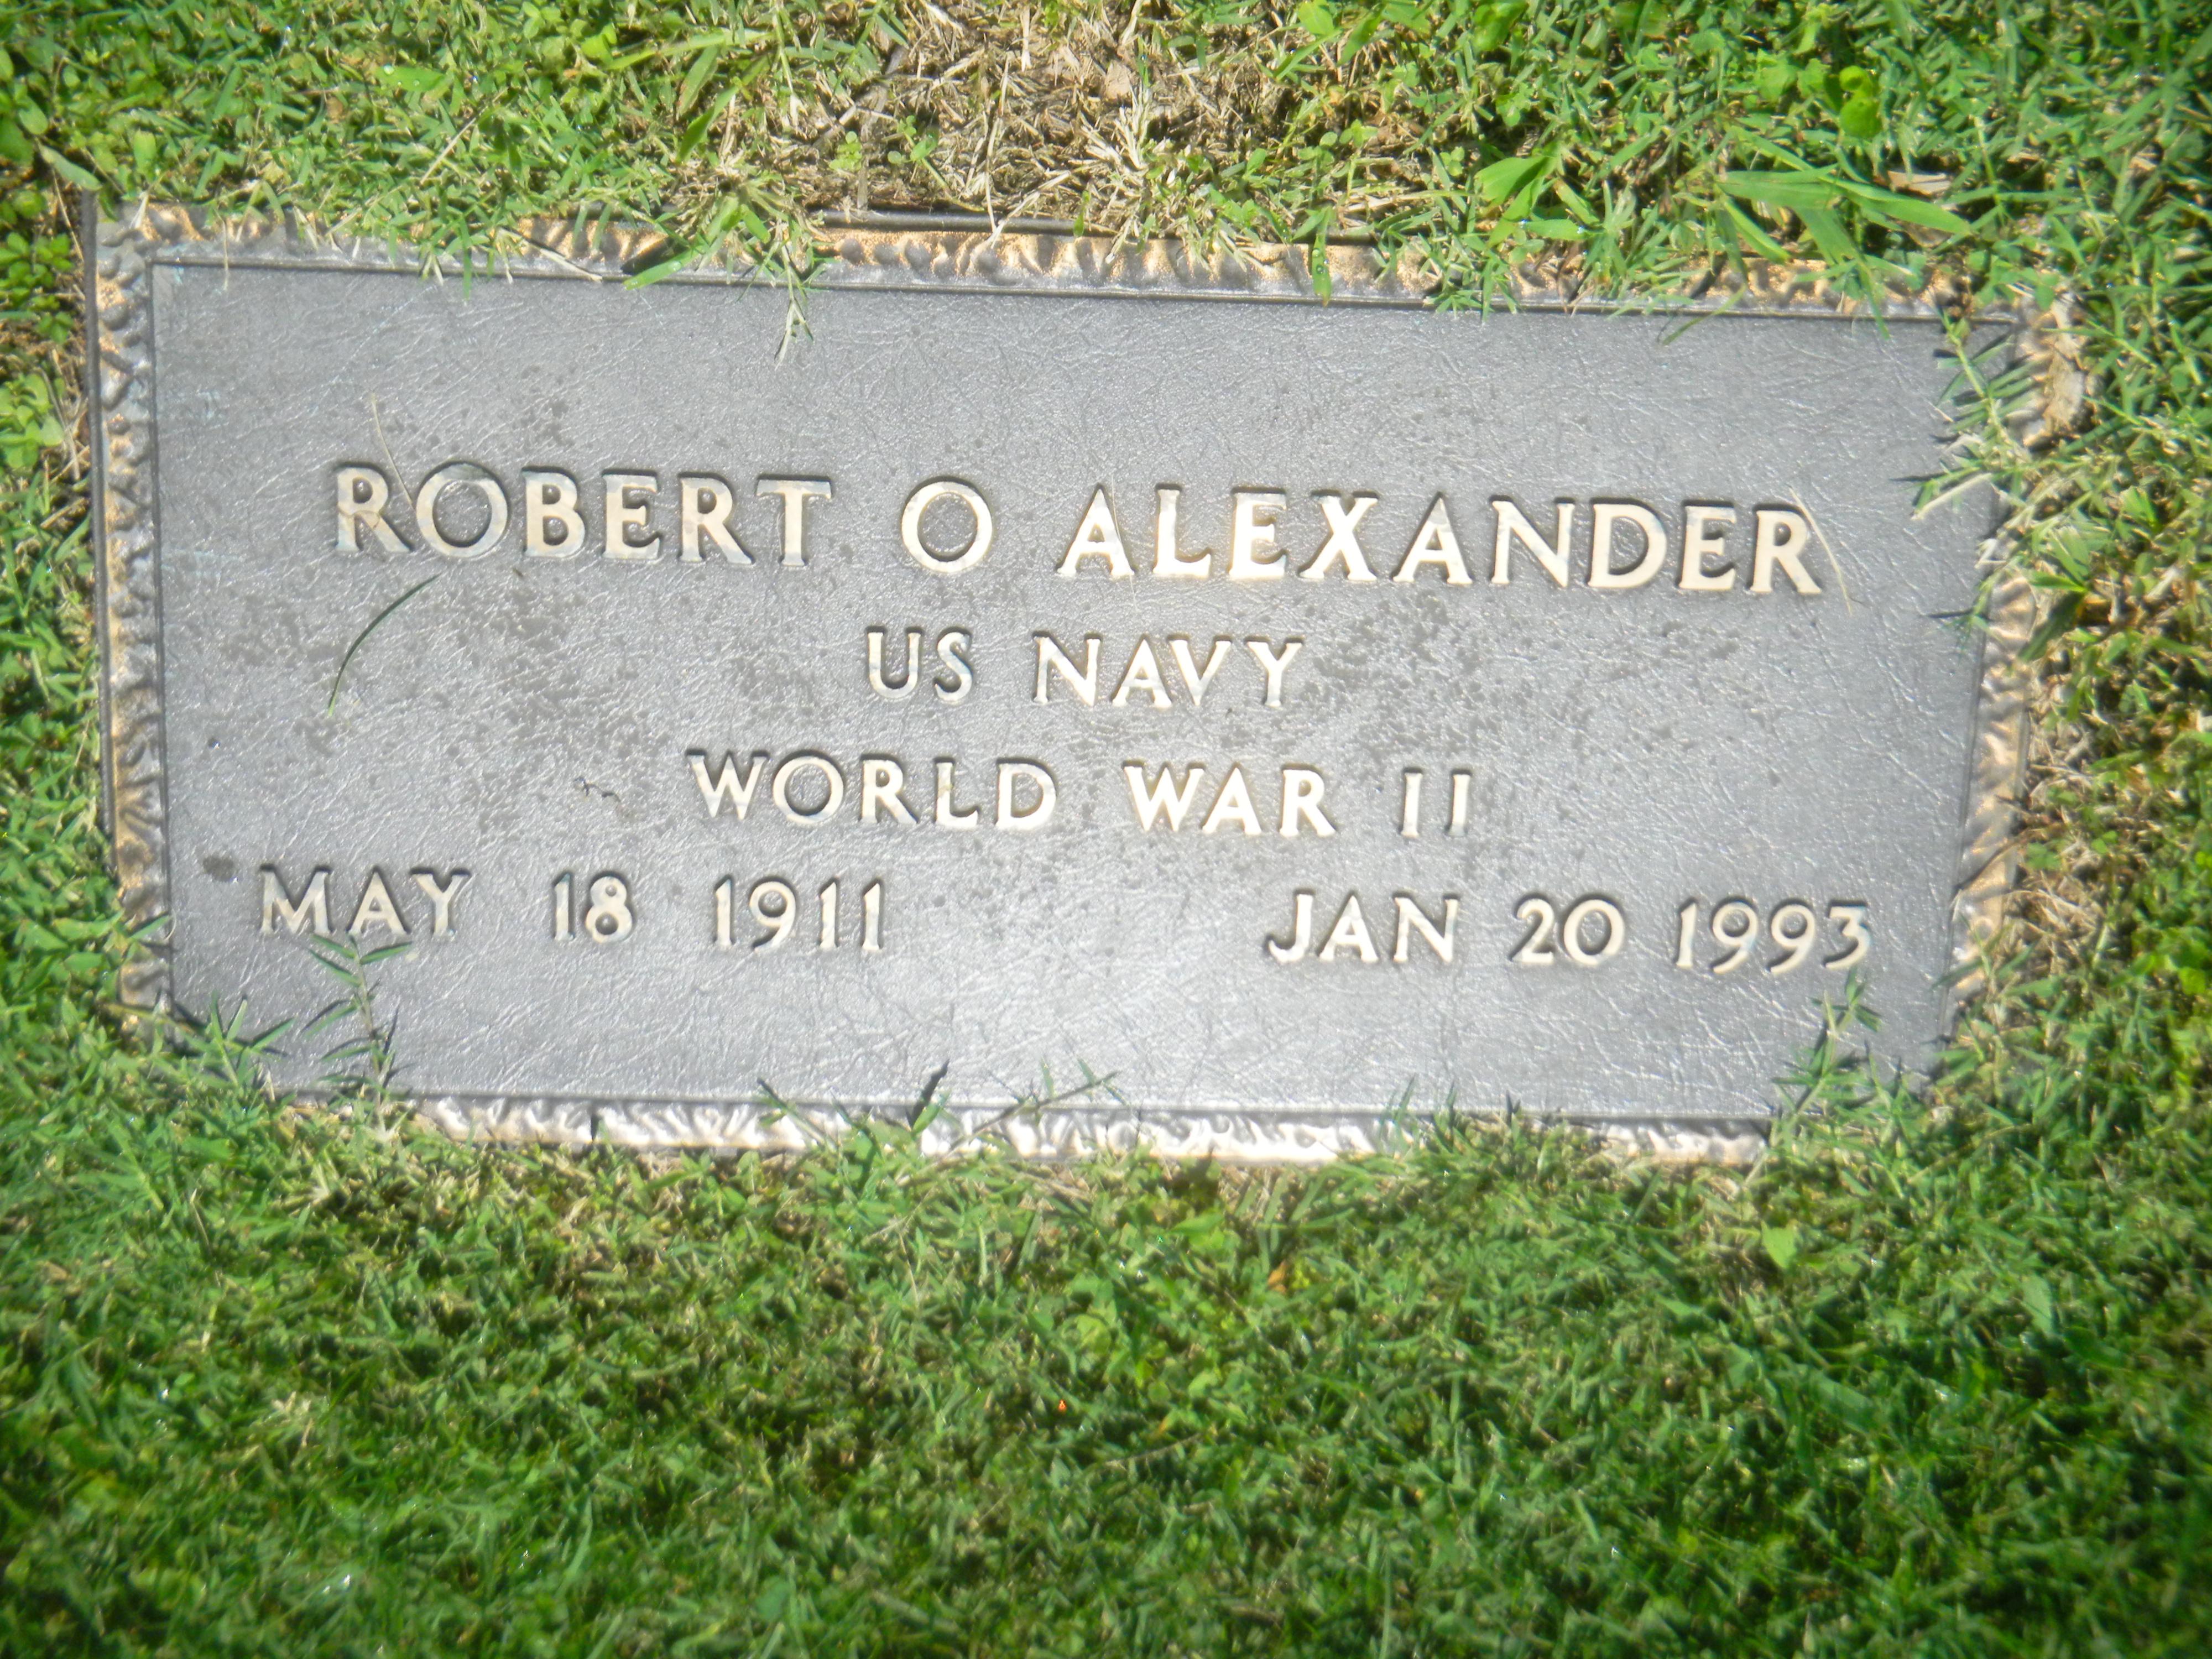 ROBERT O ALEXANDER
US NAVY
WORLD WAR II
MAY 18 1911 JAN 20 1993